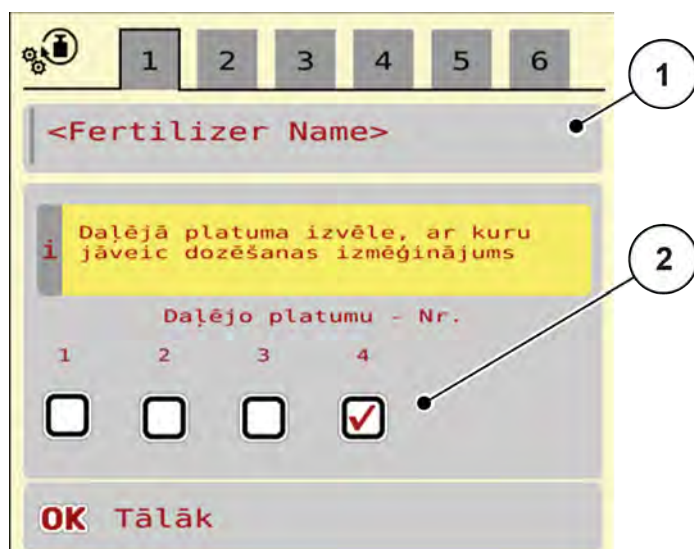 1 2 3 4 5 6
1
<Fertilizer Name>
i
Daļējā platuma izvēle, ar kuru
jāveic dozēšanas izmēģinājums
2
Daļējo platumu - Nr.
1 2 3 4
OK Tālāk